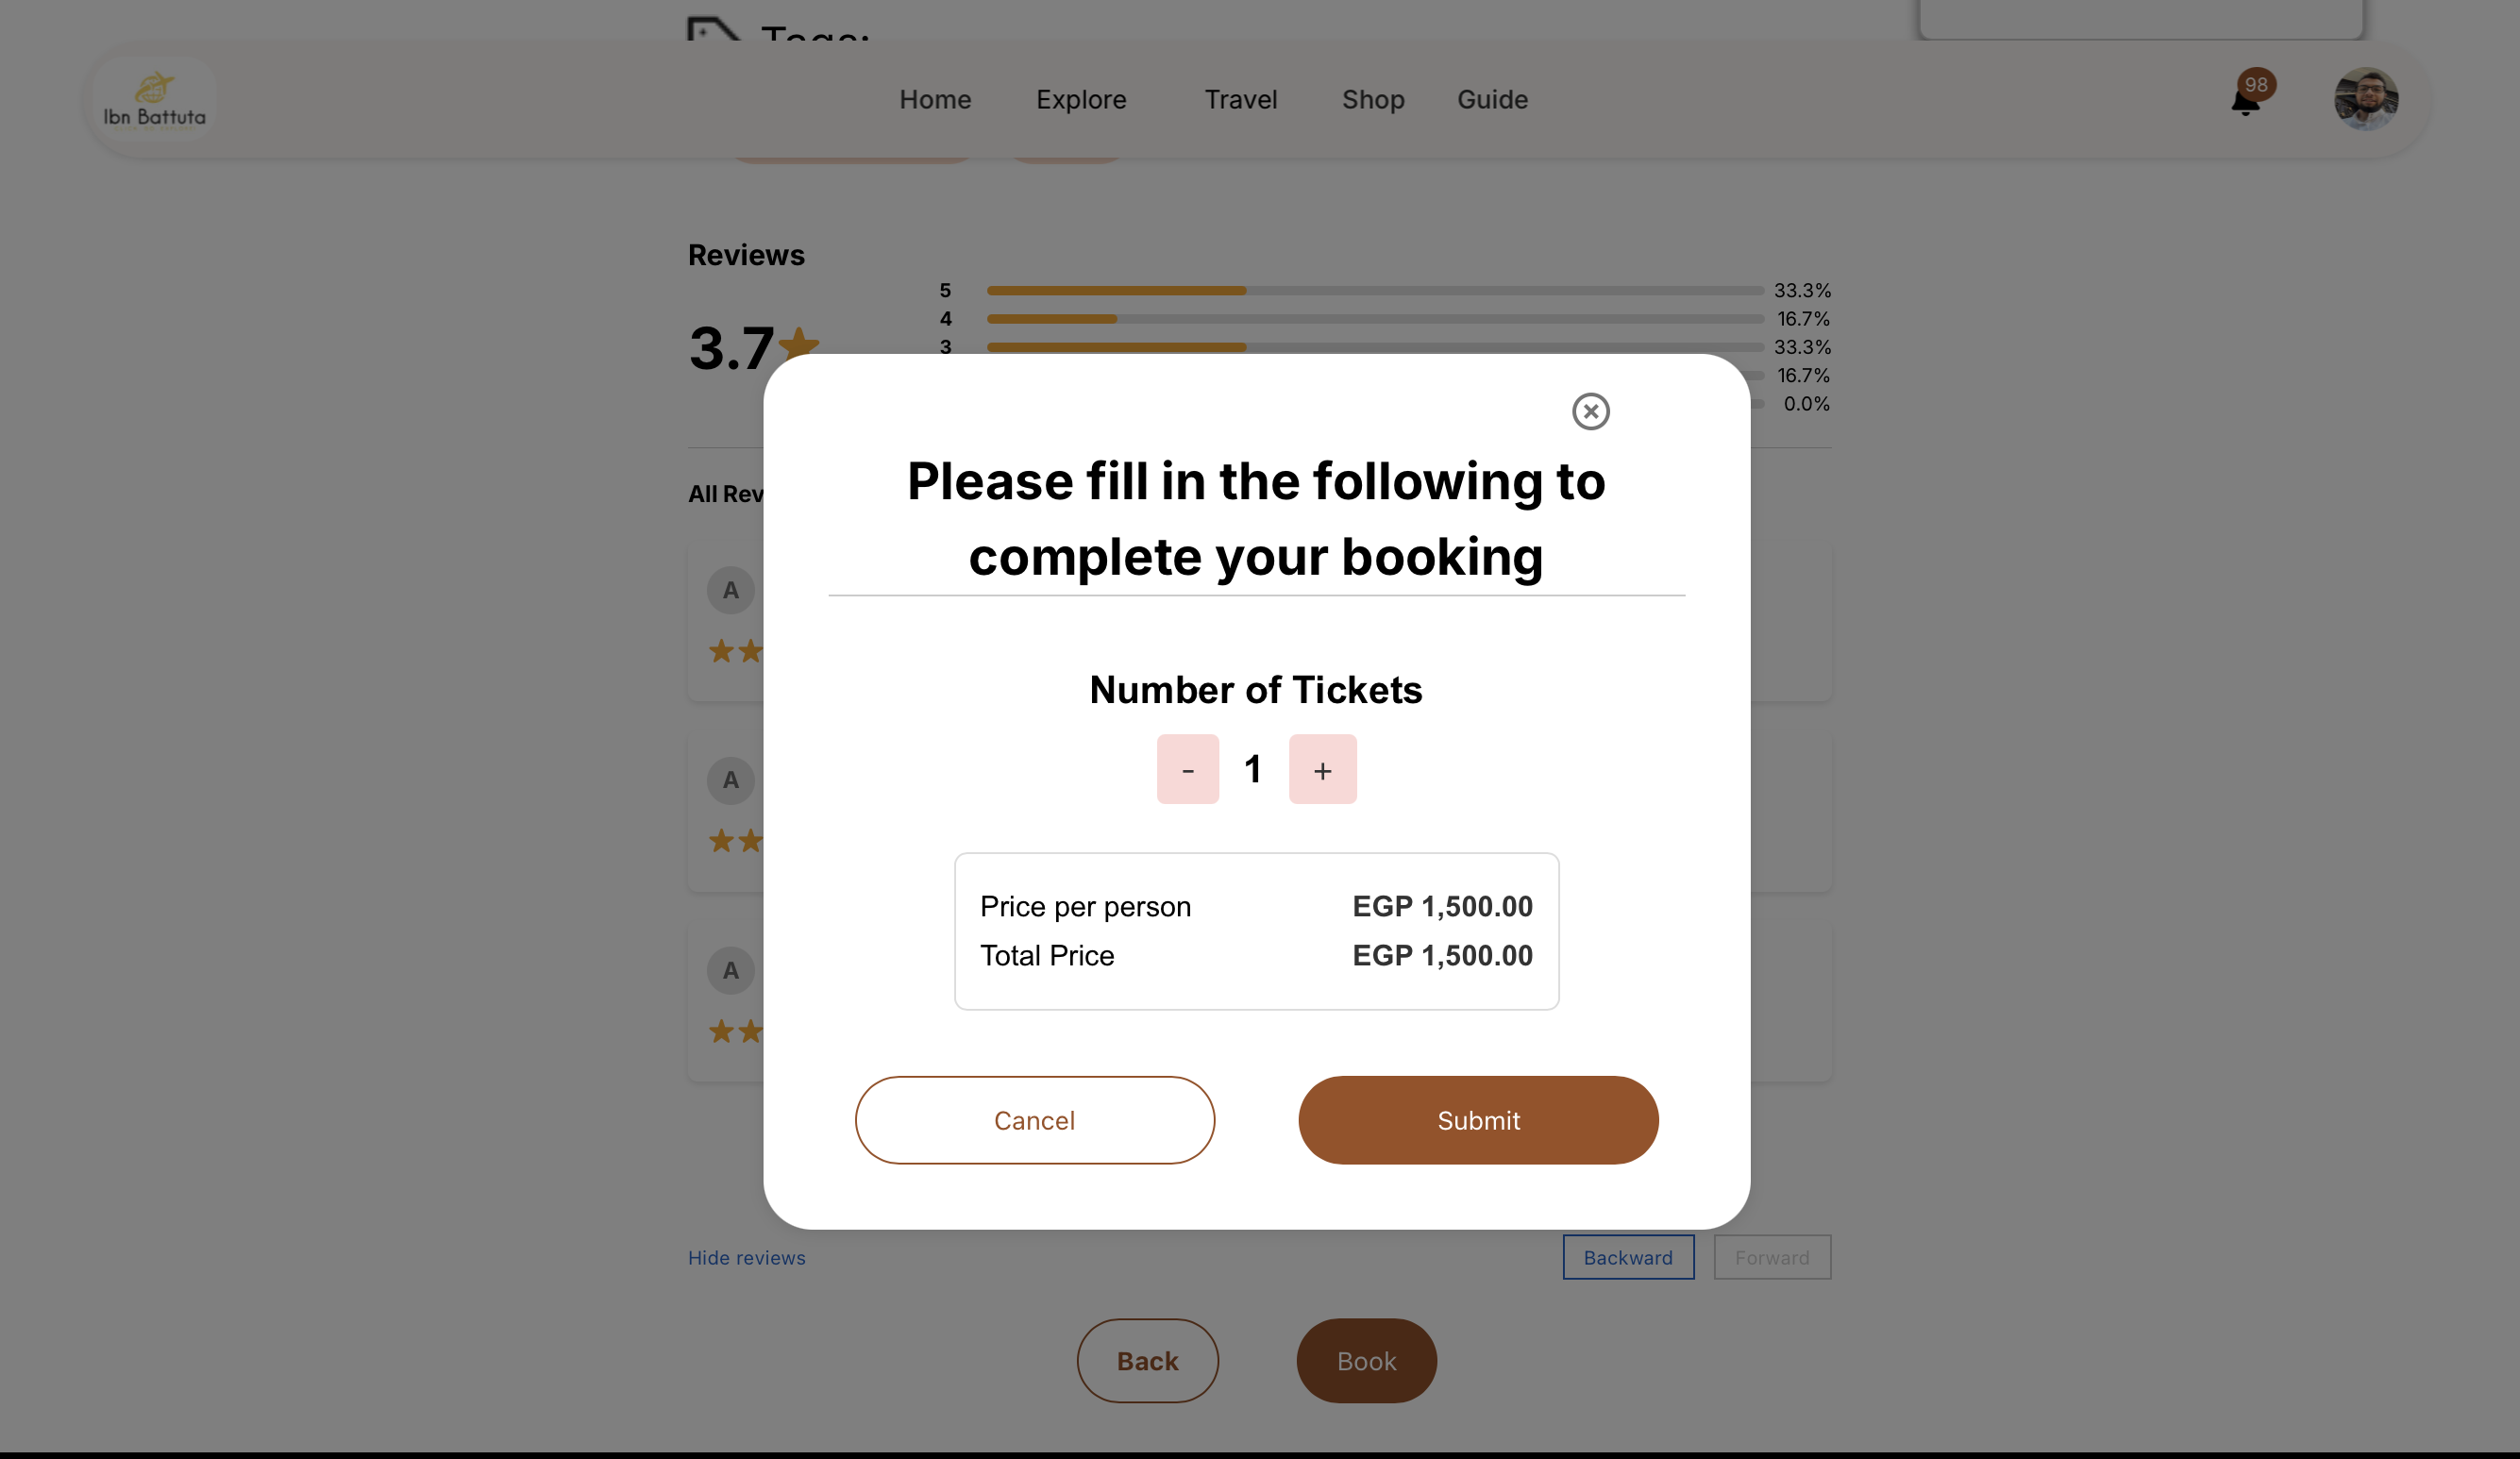 Tags:
Ibn Battuta
Home Explore Travel Shop Guide
98
Reviews
5 33.3%
4 16.7%
3.7
3 33.3%
16.7%
0.0%
Please fill in the following to
complete your booking
All Rev
A
Number of Tickets
- 1 +
A
Price per person EGP 1,500.00
Total Price EGP 1,500.00
A
Cancel Submit
Hide reviews Backward Forward
Back Book